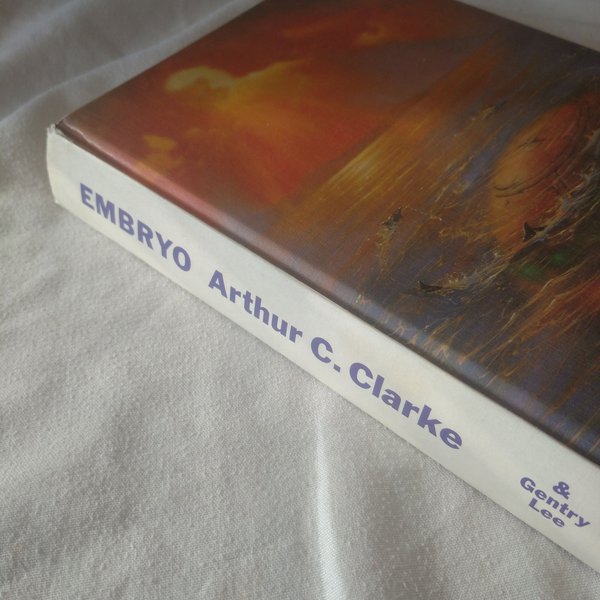 EMBRYO Arthur C. Clarke
& 
Gentry
Lee